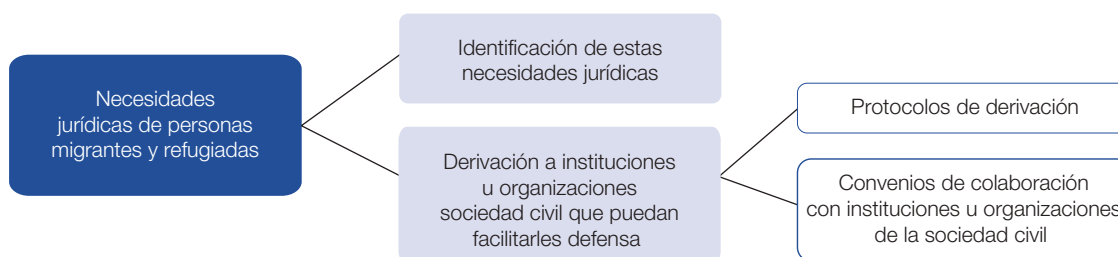 Necesidades
jurídicas de personas
migrantes y refugiadas
Identificación de estas
necesidades jurídicas
Derivación a instituciones
u organizaciones
sociedad civil que puedan
facilitarles defensa
Protocolos de derivación
Convenios de colaboración
con instituciones u organizaciones
de la sociedad civil